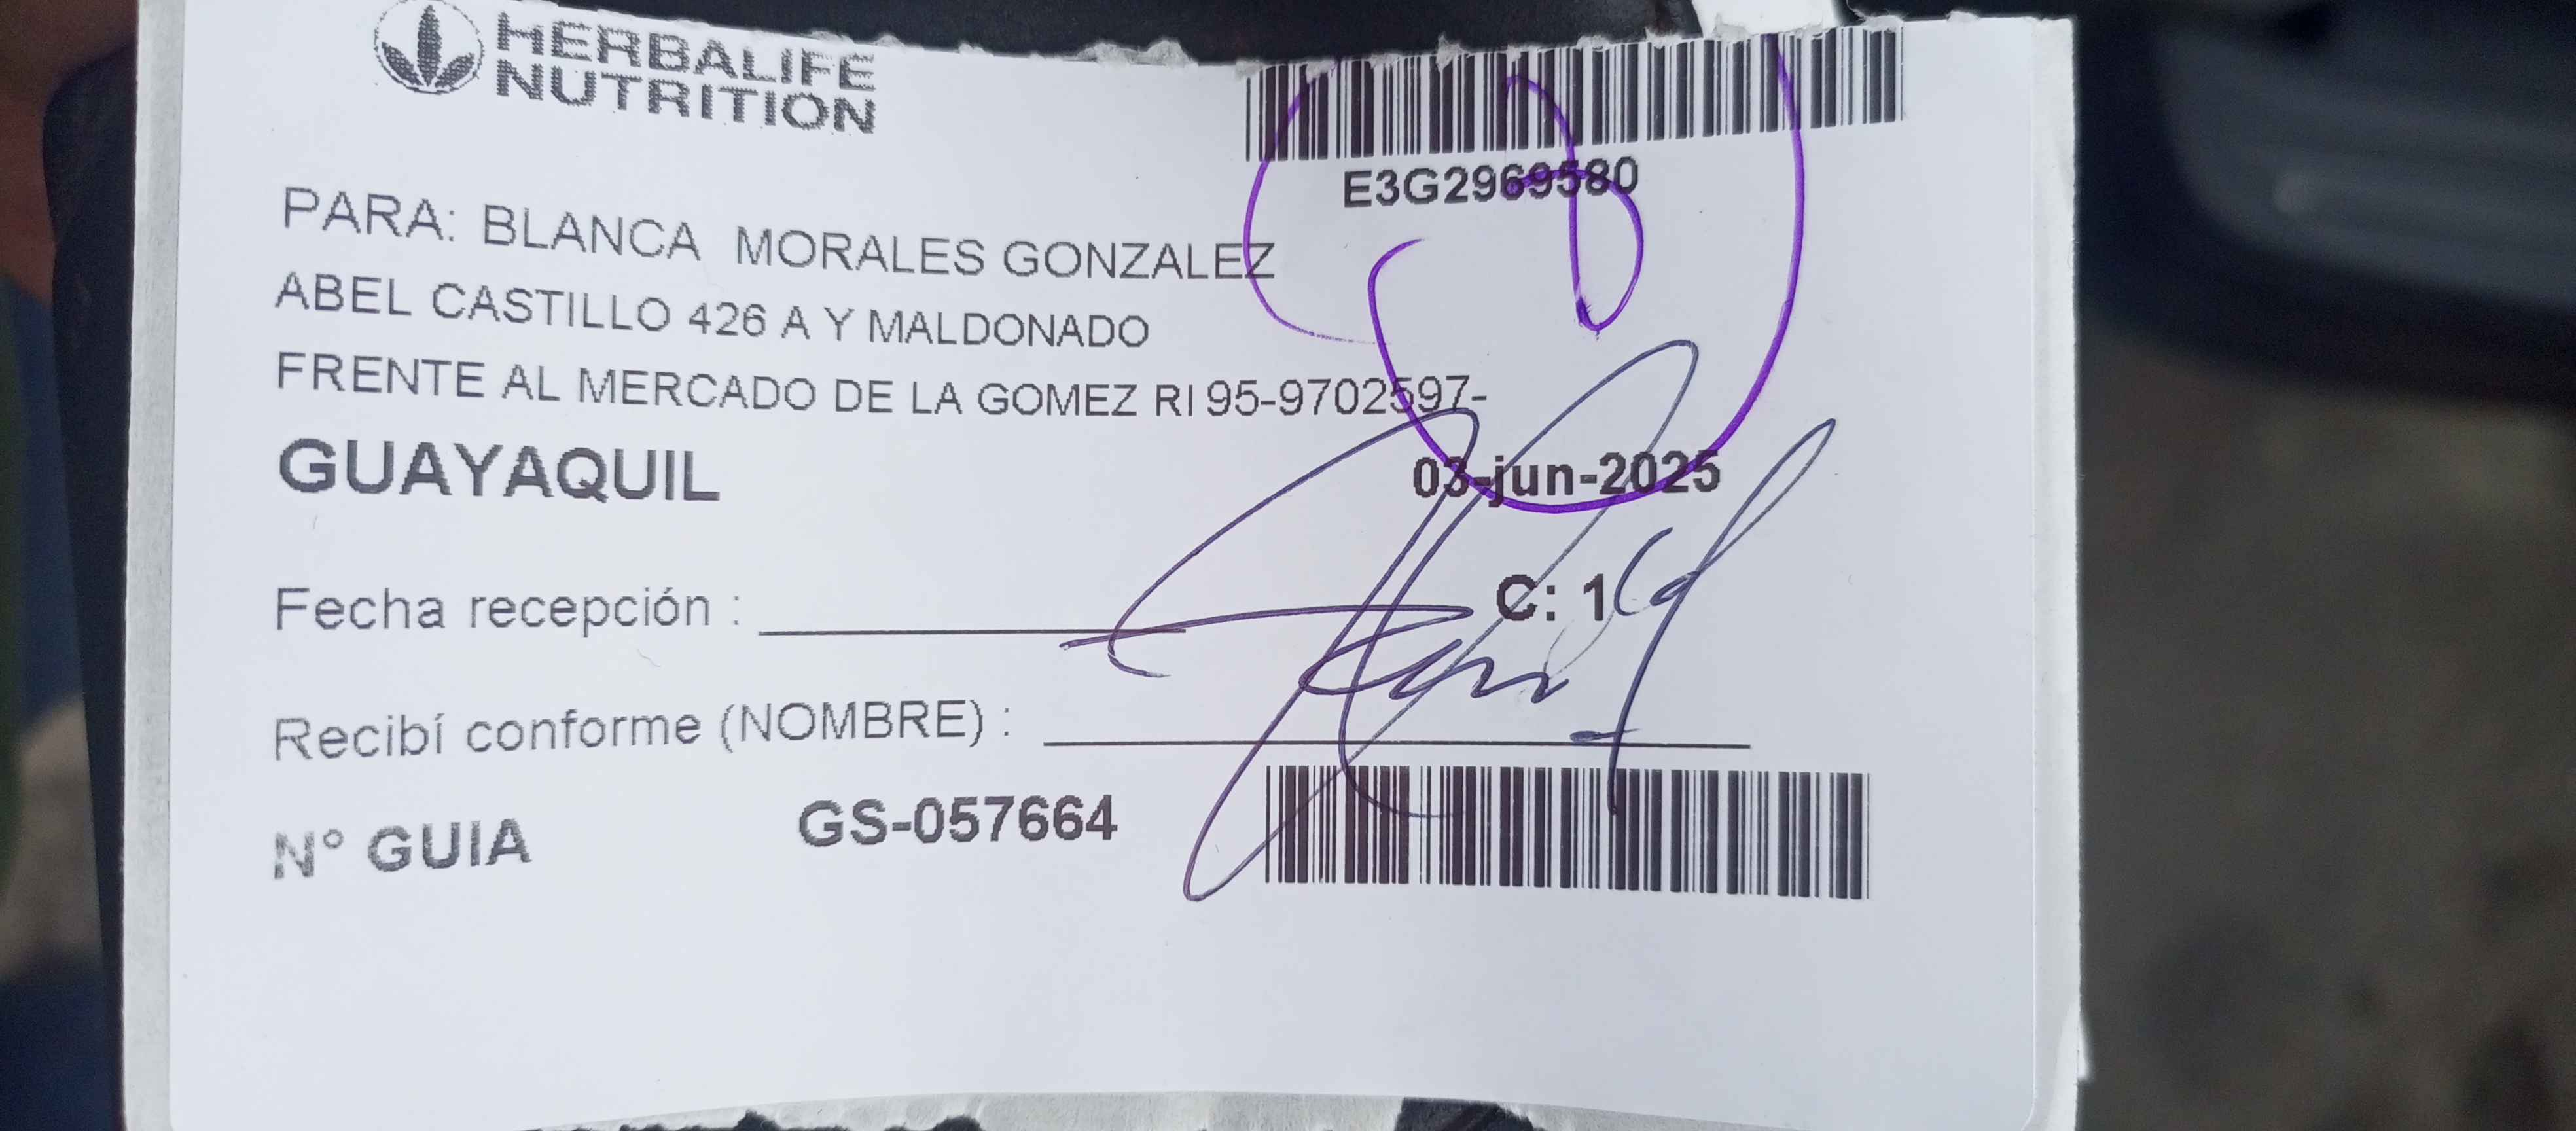 HERBALIFE
NUTRITION
E3G2969580
PARA: BLANCA MORALES GONZALEZ
ABEL CASTILLO 426 A Y MALDONADO
FRENTE AL MERCADO DE LA GOMEZ RI 95-9702597-
GUAYAQUIL
03-jun-2025
Fecha recepción :
C: 1
Recibí conforme (NOMBRE) :
N° GUIA GS-057664